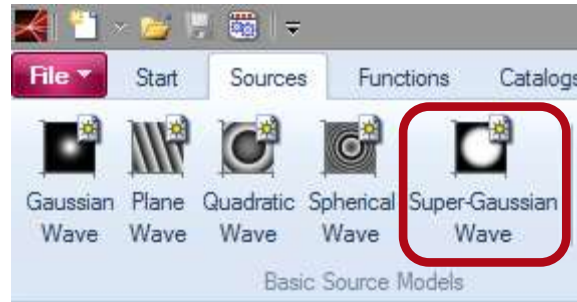 File Start Sources Functions Catalogs
Gaussian Plane Quadratic Spherical Super-Gaussian
Wave Wave Wave Wave Wave
Basic Source Models